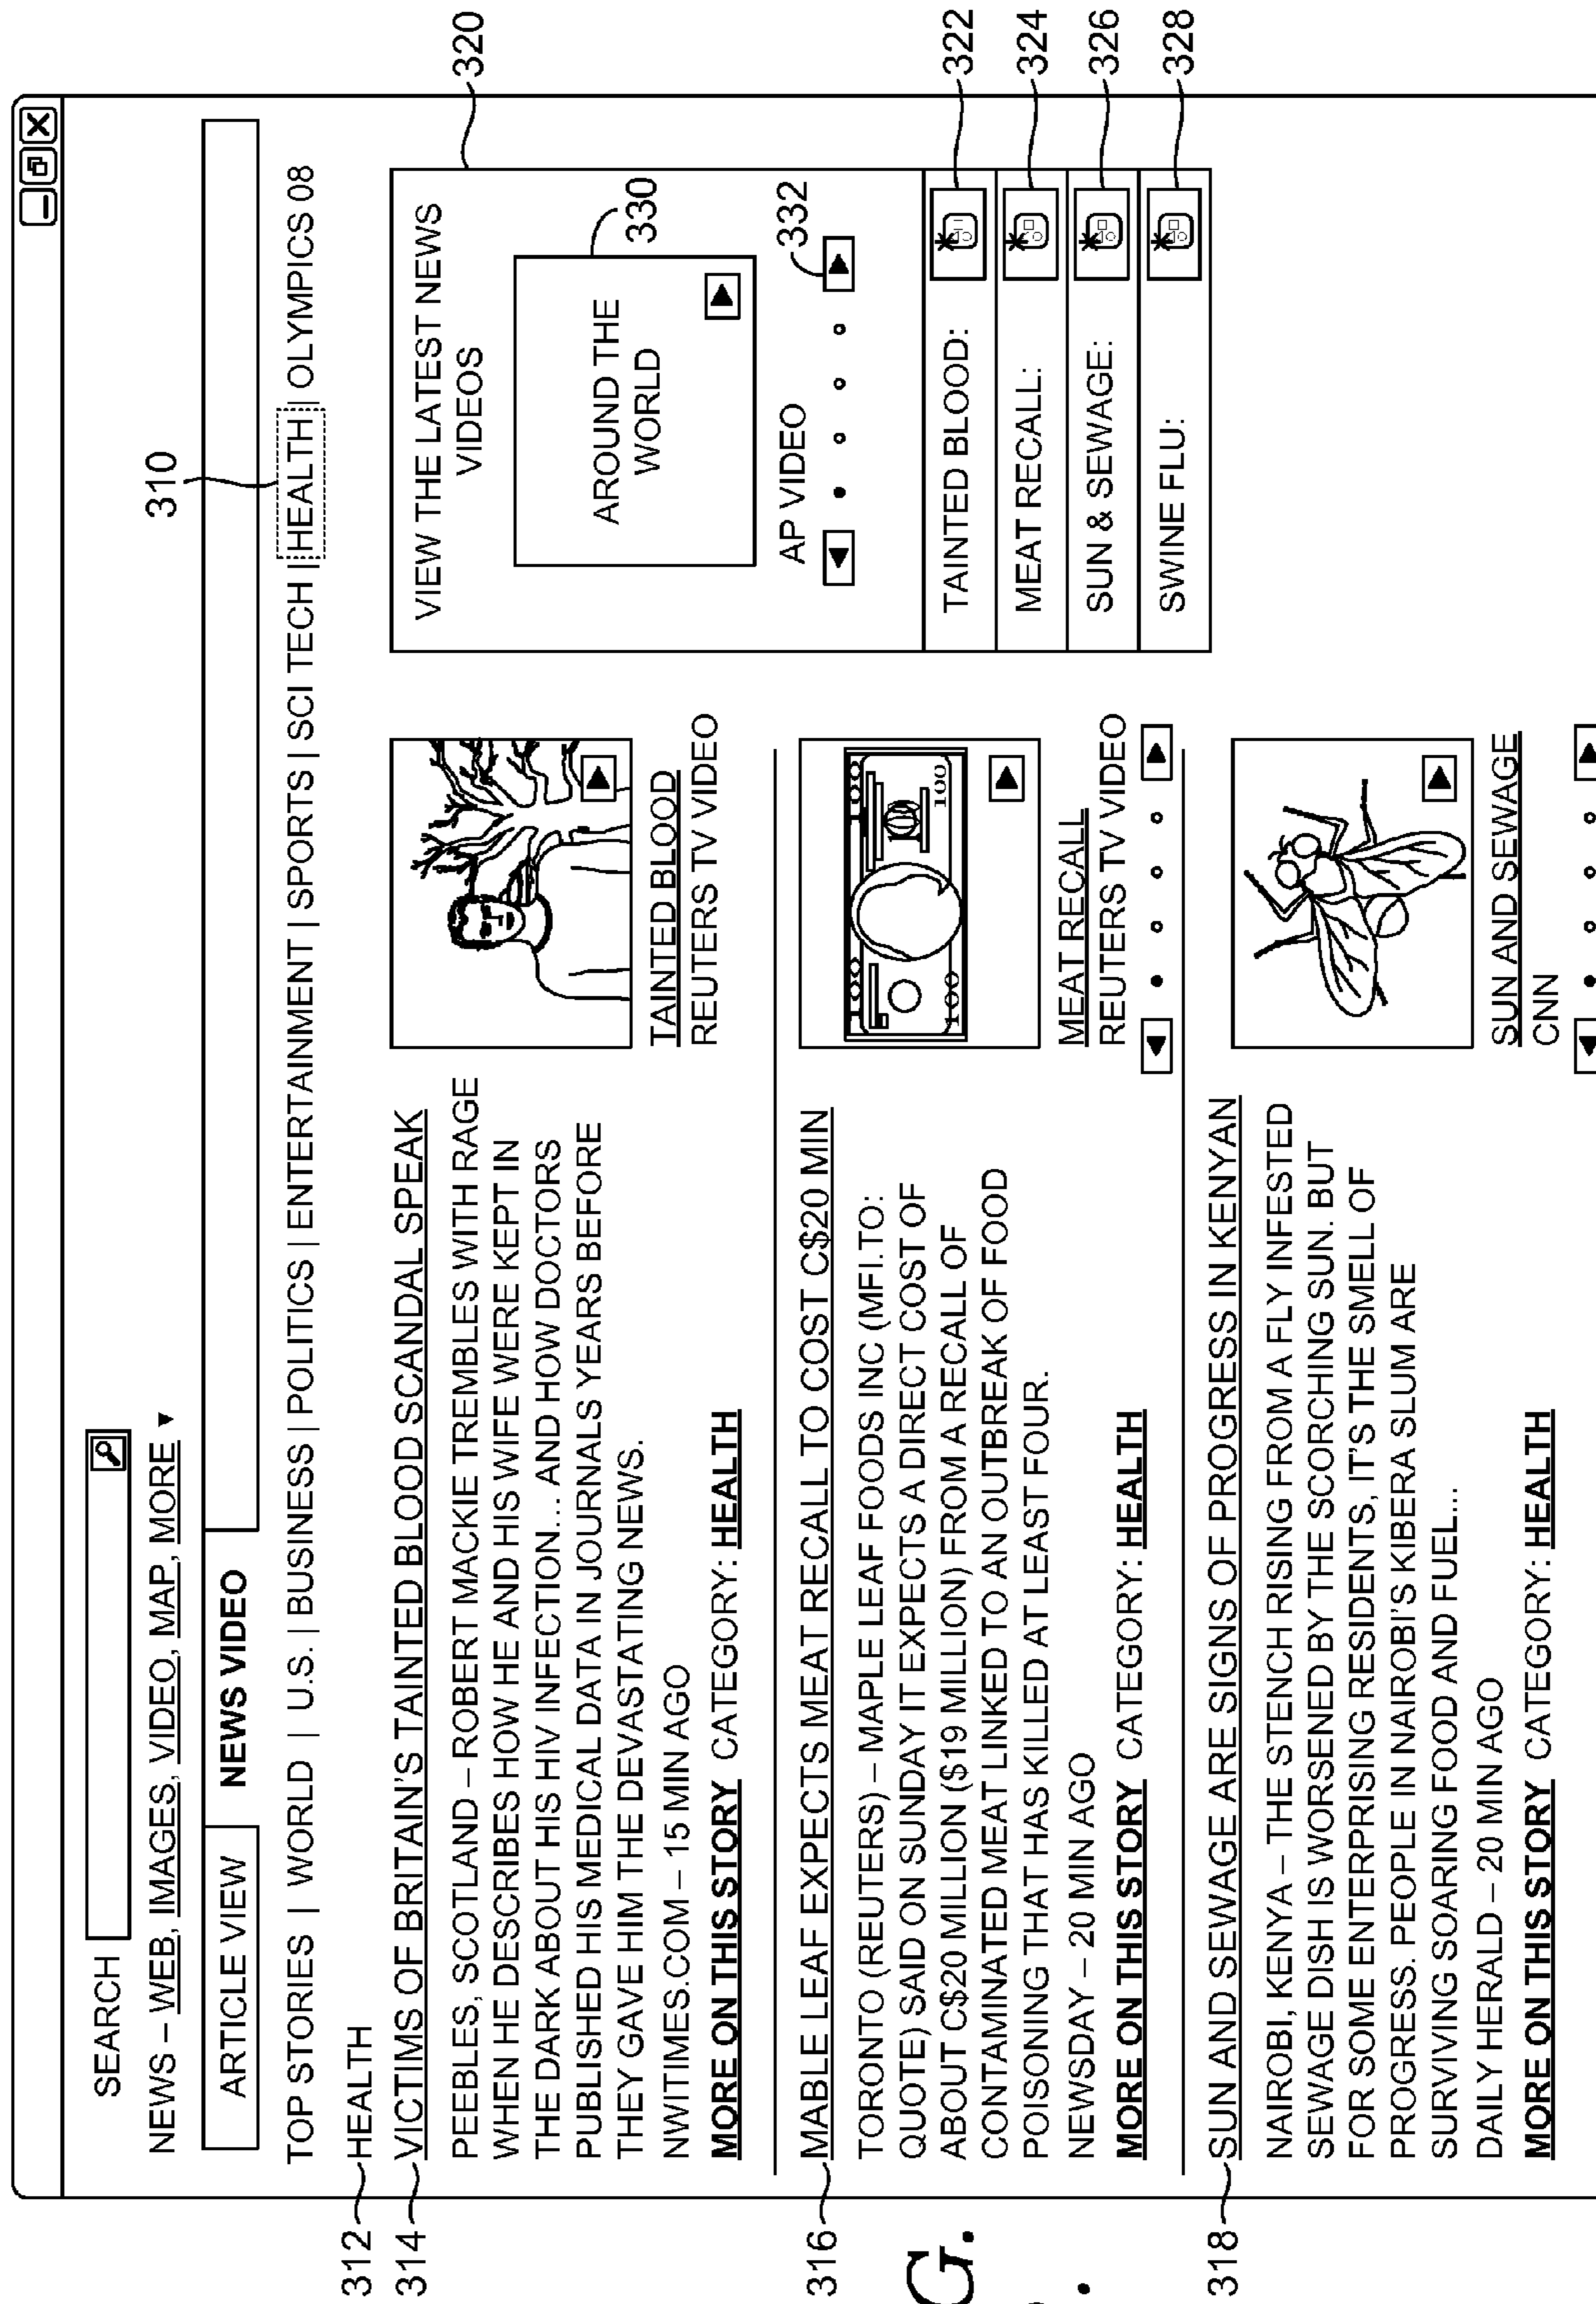 SEARCH
NEWS – WEB, IMAGES, VIDEO, MAP, MORE ▼
ARTICLE VIEW
NEWS VIDEO
310
TOP STORIES | WORLD | U.S. | BUSINESS | POLITICS | ENTERTAINMENT | SPORTS | SCI TECH | HEALTH | OLYMPICS 08
312
HEALTH
314
VICTIMS OF BRITAIN'S TAINTED BLOOD SCANDAL SPEAK
PEEBLES, SCOTLAND – ROBERT MACKIE TREMBLES WITH RAGE
WHEN HE DESCRIBES HOW HE AND HIS WIFE WERE KEPT IN
THE DARK ABOUT HIS HIV INFECTION... AND HOW DOCTORS
PUBLISHED HIS MEDICAL DATA IN JOURNALS YEARS BEFORE
THEY GAVE HIM THE DEVASTATING NEWS.
NWITIMES.COM – 15 MIN AGO
MORE ON THIS STORY CATEGORY: HEALTH
TAINTED BLOOD
REUTERS TV VIDEO
316
MABLE LEAF EXPECTS MEAT RECALL TO COST C$20 MIN
TORONTO (REUTERS) – MAPLE LEAF FOODS INC (MFI.TO:
QUOTE) SAID ON SUNDAY IT EXPECTS A DIRECT COST OF
ABOUT C$20 MILLION ($19 MILLION) FROM A RECALL OF
CONTAMINATED MEAT LINKED TO AN OUTBREAK OF FOOD
POISONING THAT HAS KILLED AT LEAST FOUR.
NEWSDAY – 20 MIN AGO
MORE ON THIS STORY CATEGORY: HEALTH
100
100
100
100
MEAT RECALL
REUTERS TV VIDEO
318
SUN AND SEWAGE ARE SIGNS OF PROGRESS IN KENYAN
NAIROBI, KENYA – THE STENCH RISING FROM A FLY INFESTED
SEWAGE DISH IS WORSENED BY THE SCORCHING SUN. BUT
FOR SOME ENTERPRISING RESIDENTS, IT'S THE SMELL OF
PROGRESS. PEOPLE IN NAIROBI'S KIBERA SLUM ARE
SURVIVING SOARING FOOD AND FUEL...
DAILY HERALD – 20 MIN AGO
MORE ON THIS STORY CATEGORY: HEALTH
SUN AND SEWAGE
CNN
320
VIEW THE LATEST NEWS
VIDEOS
330
AROUND THE
WORLD
AP VIDEO
332
TAINTED BLOOD:
322
MEAT RECALL:
324
SUN & SEWAGE:
326
SWINE FLU:
328